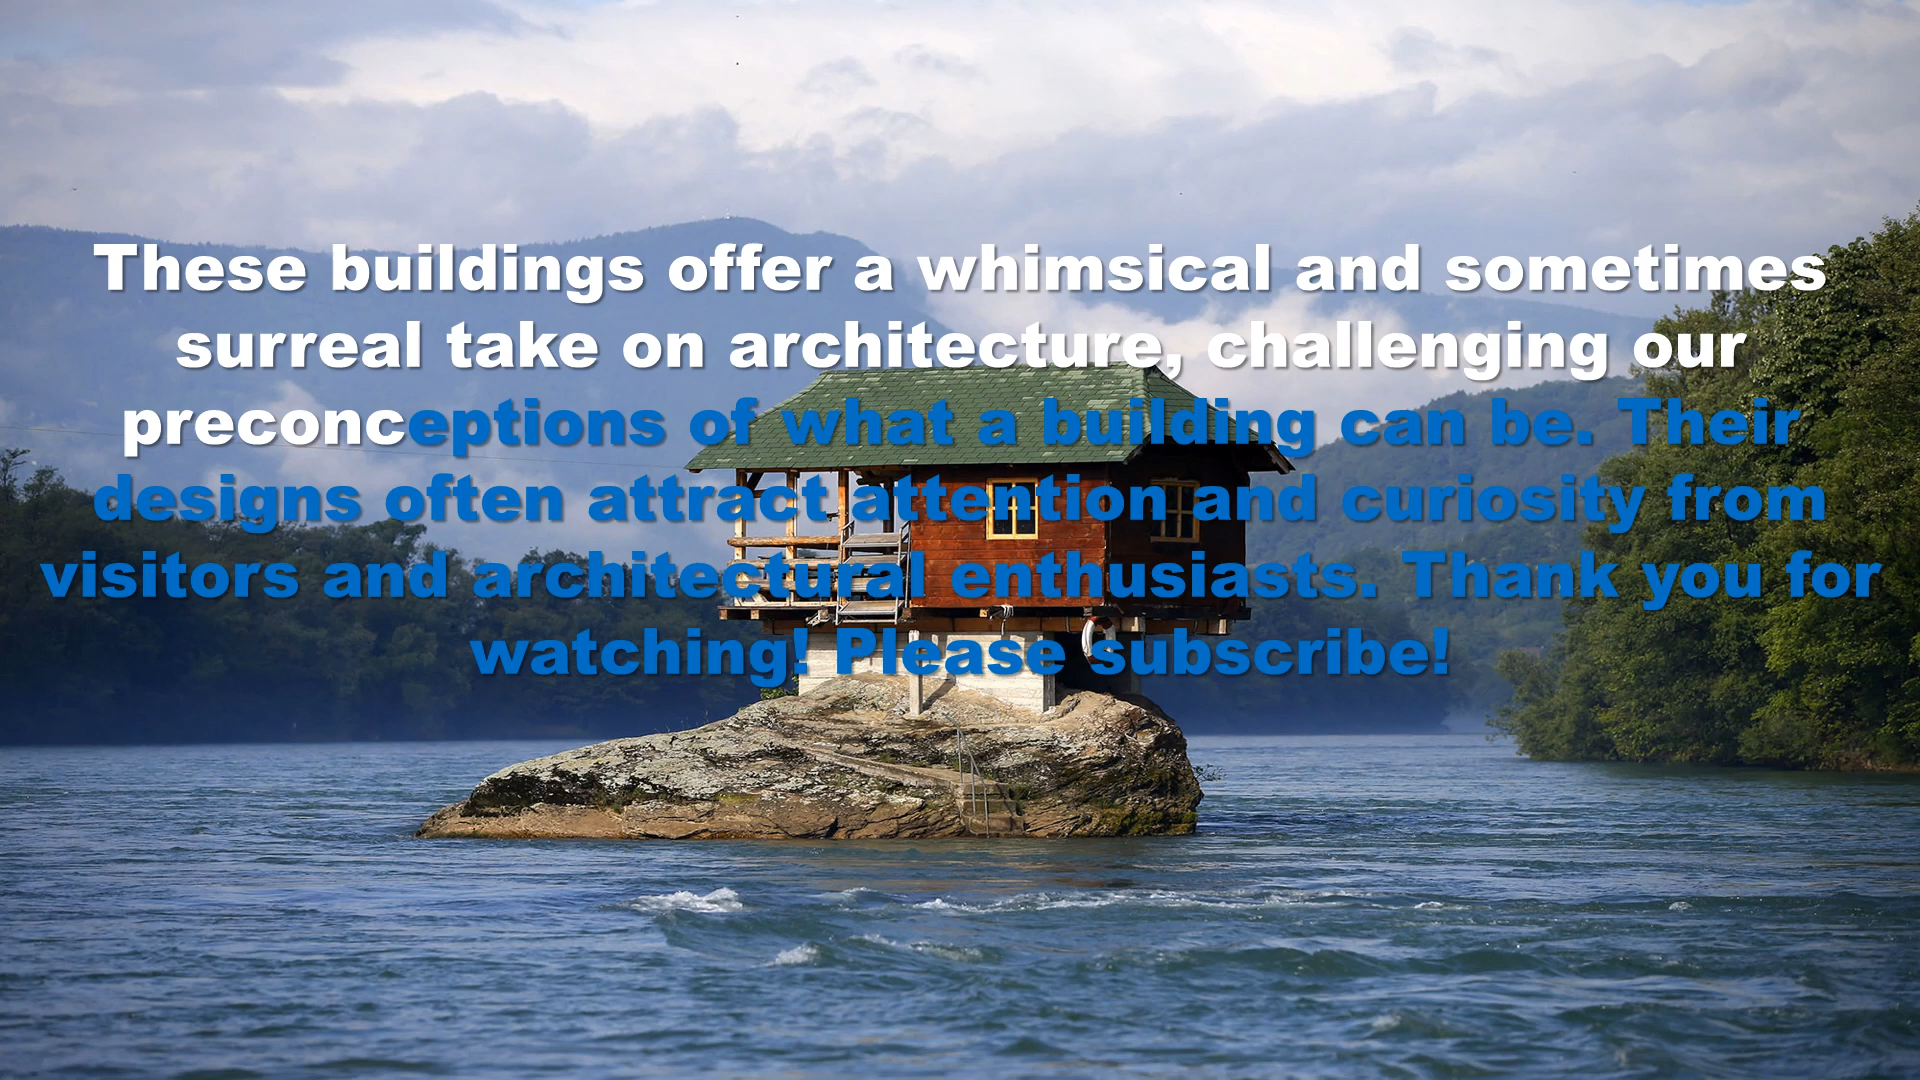 These buildings offer a whimsical and sometimes
surreal take on architecture, challenging our
preconceptions of what a building can be. Their
designs often attract attention and curiosity from
visitors and architectural enthusiasts. Thank you for
watching! Please subscribe!